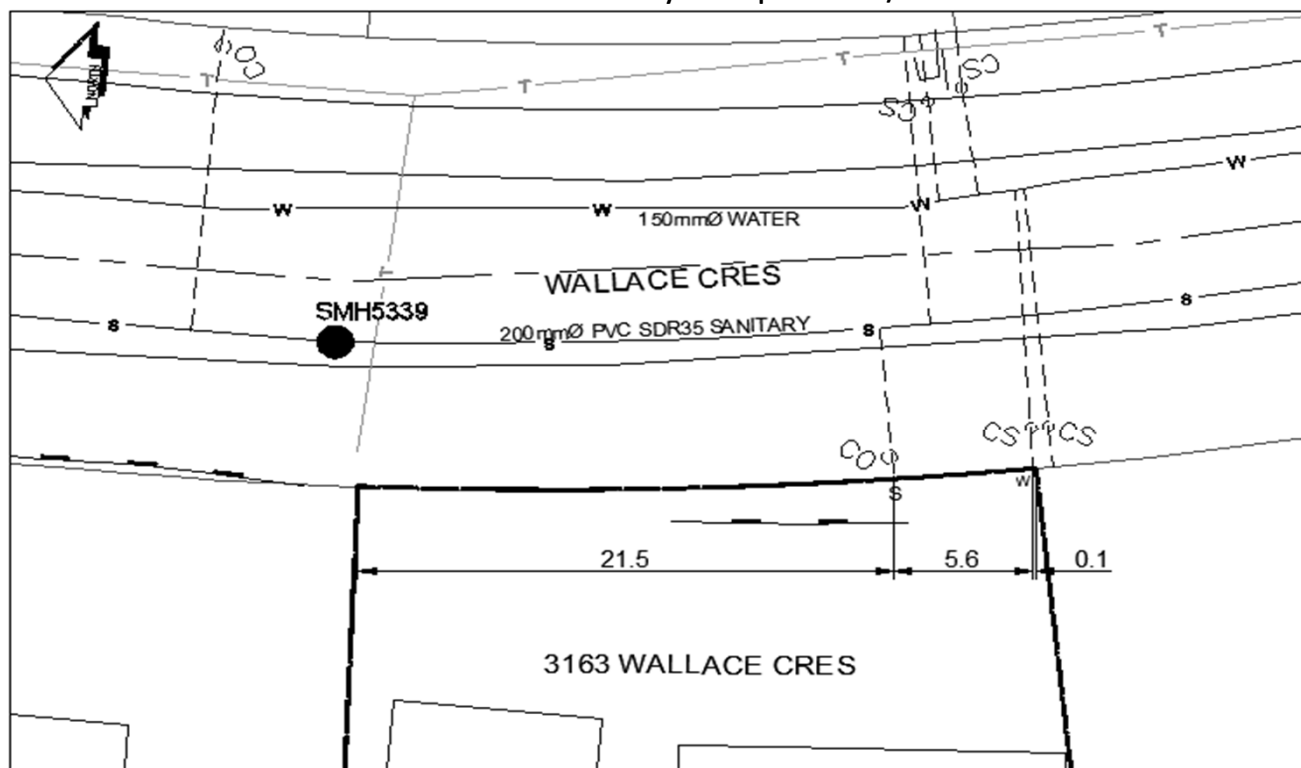 NORTH
CO
T
T
T
T
CS
CS
W
W
W
W
150mmØ WATER
T
WALLACE CRES
SMH5339
S
200mmØ PVC SDR35 SANITARY
S
S
S
CO
CS
CS
S
W
21.5
5.6
0.1
3163 WALLACE CRES